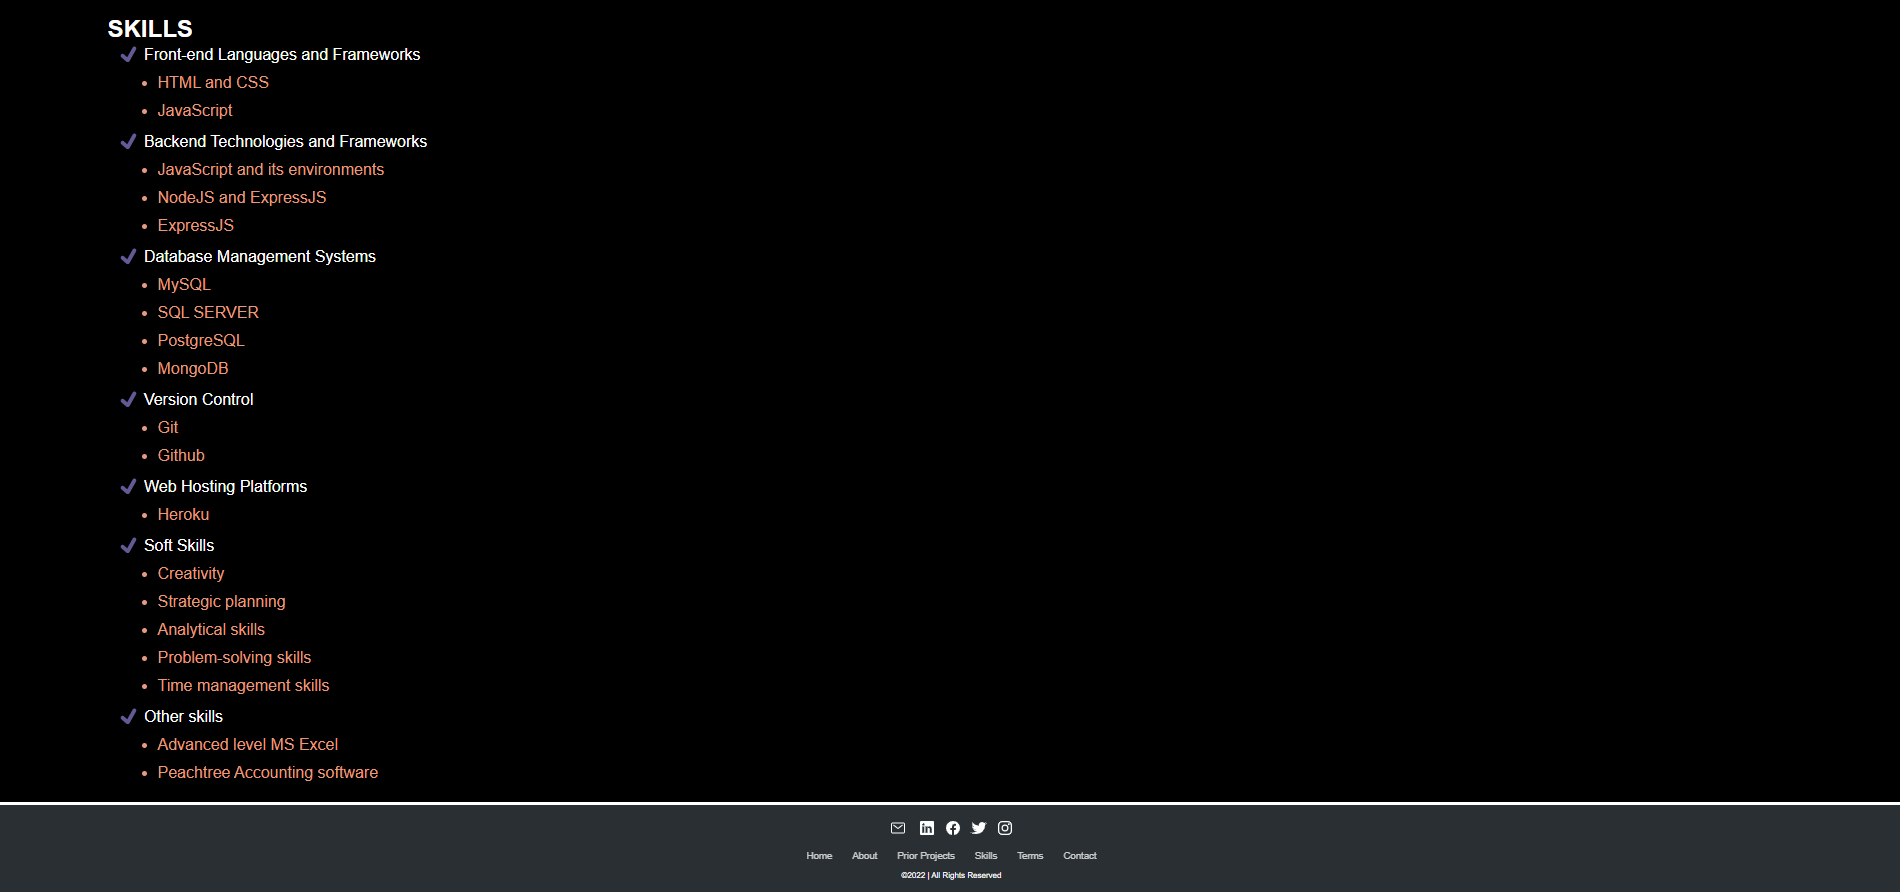 SKILLS
Front-end Languages and Frameworks
HTML and CSS
JavaScript
Backend Technologies and Frameworks
JavaScript and its environments
NodeJS and ExpressJS
ExpressJS
Database Management Systems
MySQL
SQL SERVER
PostgreSQL
MongoDB
Version Control
Git
Github
Web Hosting Platforms
Heroku
Soft Skills
Creativity
Strategic planning
Analytical skills
Problem-solving skills
Time management skills
Other skills
Advanced level MS Excel
Peachtree Accounting software
Home About Prior Projects Skills Terms Contact
©2022 | All Rights Reserved